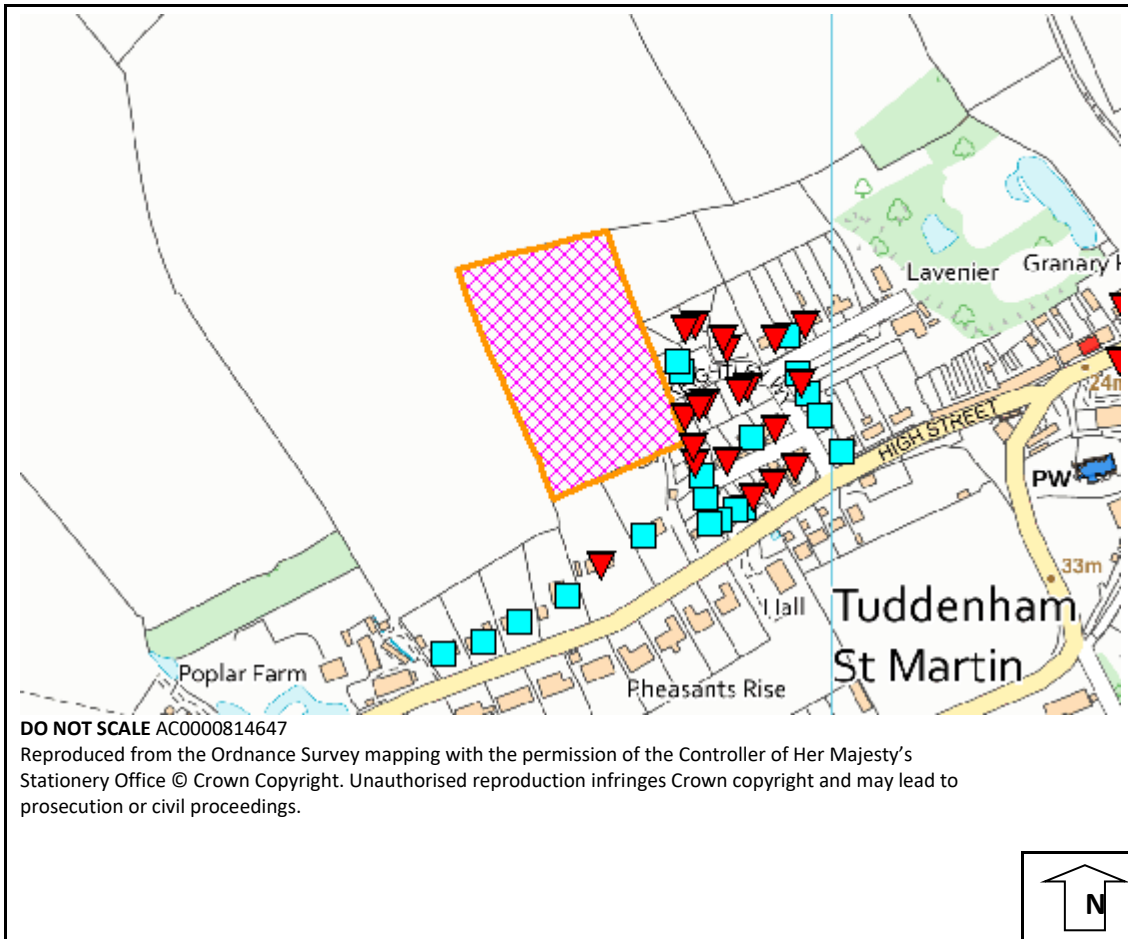 Lavenier
Granary
24m
HIGH STREET
PW
33m
Hall
Tuddenham
St Martin
Poplar Farm
Pheasants Rise
DO NOT SCALE AC0000814647
Reproduced from the Ordnance Survey mapping with the permission of the Controller of Her Majesty's
Stationery Office © Crown Copyright. Unauthorised reproduction infringes Crown copyright and may lead to
prosecution or civil proceedings.
N